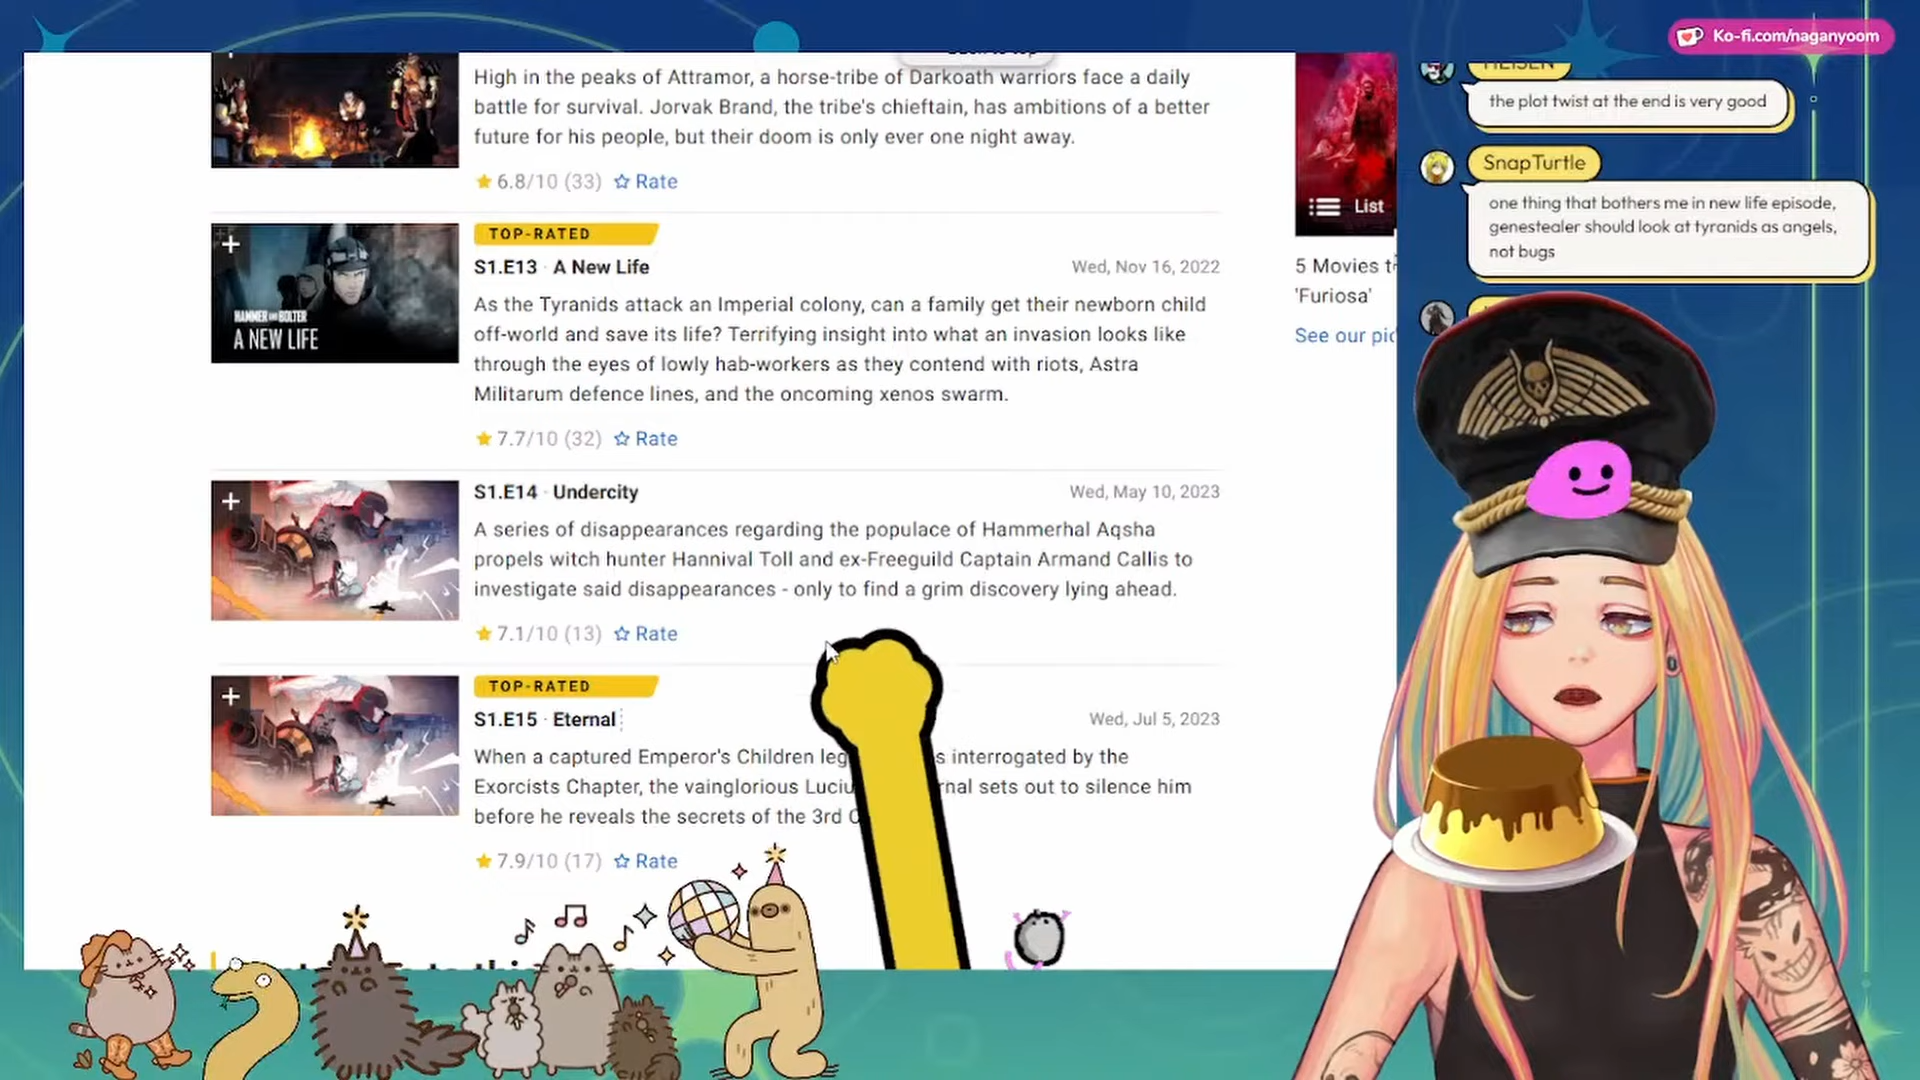 Ko-fi.com/naganyoom
High in the peaks of Attramor, a horse-tribe of Darkoath warriors face a daily
battle for survival. Jorvak Brand, the tribe's chieftain, has ambitions of a better
future for his people, but their doom is only ever one night away.
6.8/10 (33) Rate
TOP-RATED
S1.E13 · A New Life
Wed, Nov 16, 2022
As the Tyranids attack an Imperial colony, can a family get their newborn child
off-world and save its life? Terrifying insight into what an invasion looks like
through the eyes of lowly hab-workers as they contend with riots, Astra
Militarum defence lines, and the oncoming xenos swarm.
7.7/10 (32) Rate
HAMMER AND BOLTER
A NEW LIFE
S1.E14 · Undercity
Wed, May 10, 2023
A series of disappearances regarding the populace of Hammerhal Aqsha
propels witch hunter Hannival Toll and ex-Freeguild Captain Armand Callis to
investigate said disappearances - only to find a grim discovery lying ahead.
7.1/10 (13) Rate
TOP-RATED
S1.E15 · Eternal
Wed, Jul 5, 2023
When a captured Emperor's Children leg s interrogated by the
Exorcists Chapter, the vainglorious Luciu rnal sets out to silence him
before he reveals the secrets of the 3rd C
7.9/10 (17) Rate
List
5 Movies t
'Furiosa'
See our pic
HEISEN
the plot twist at the end is very good
SnapTurtle
one thing that bothers me in new life episode,
genestealer should look at tyranids as angels,
not bugs